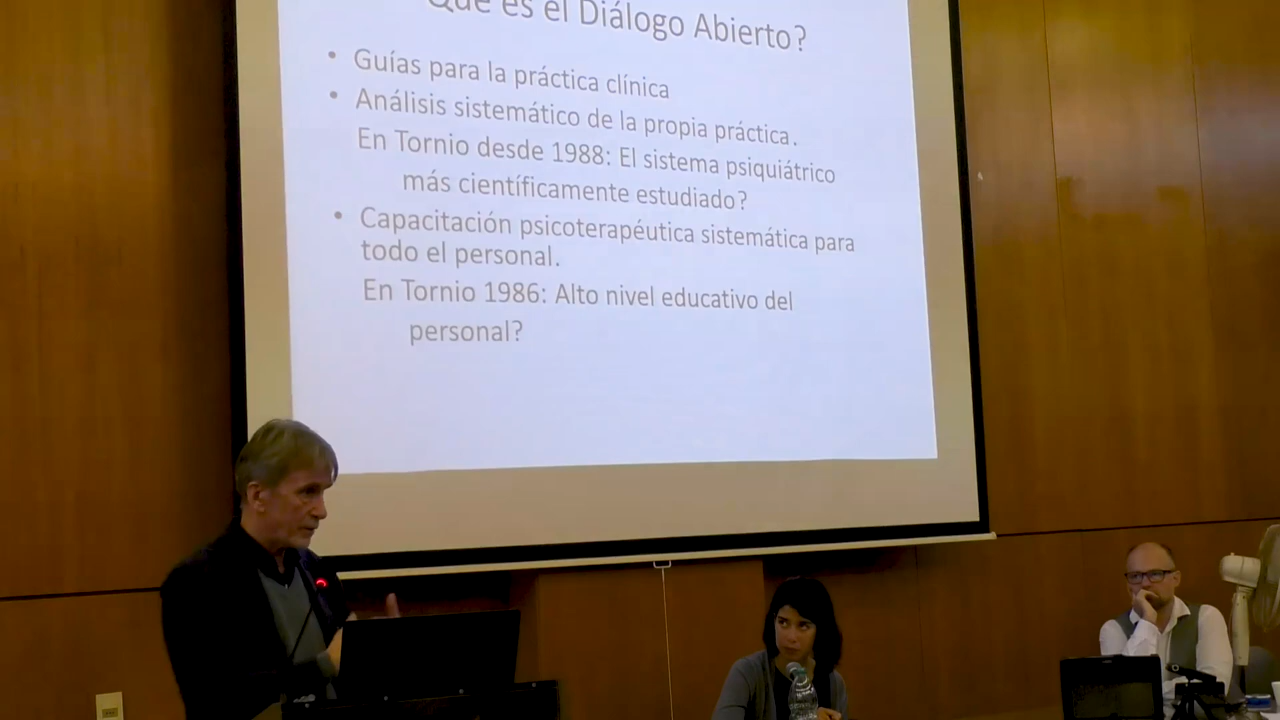 Qué es el Diálogo Abierto?
• Guías para la práctica clínica
• Análisis sistemático de la propia práctica.
En Tornio desde 1988: El sistema psiquiátrico
más científicamente estudiado?
• Capacitación psicoterapéutica sistemática para
todo el personal.
En Tornio 1986: Alto nivel educativo del
personal?